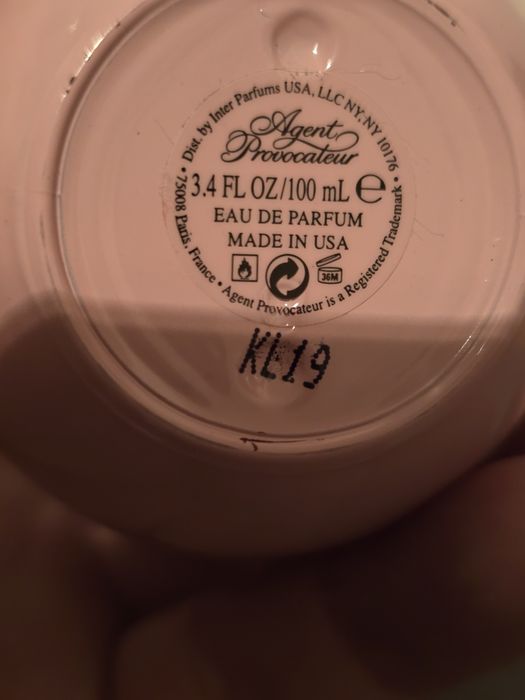 Dist. by Inter Parfums USA, LLC NY, NY 10176
Agent
Provocateur
3.4 FL OZ/100 mL e
EAU DE PARFUM
MADE IN USA
36M
• 75008 Paris, France • Agent Provocateur is a Registered Trademark •
KL19